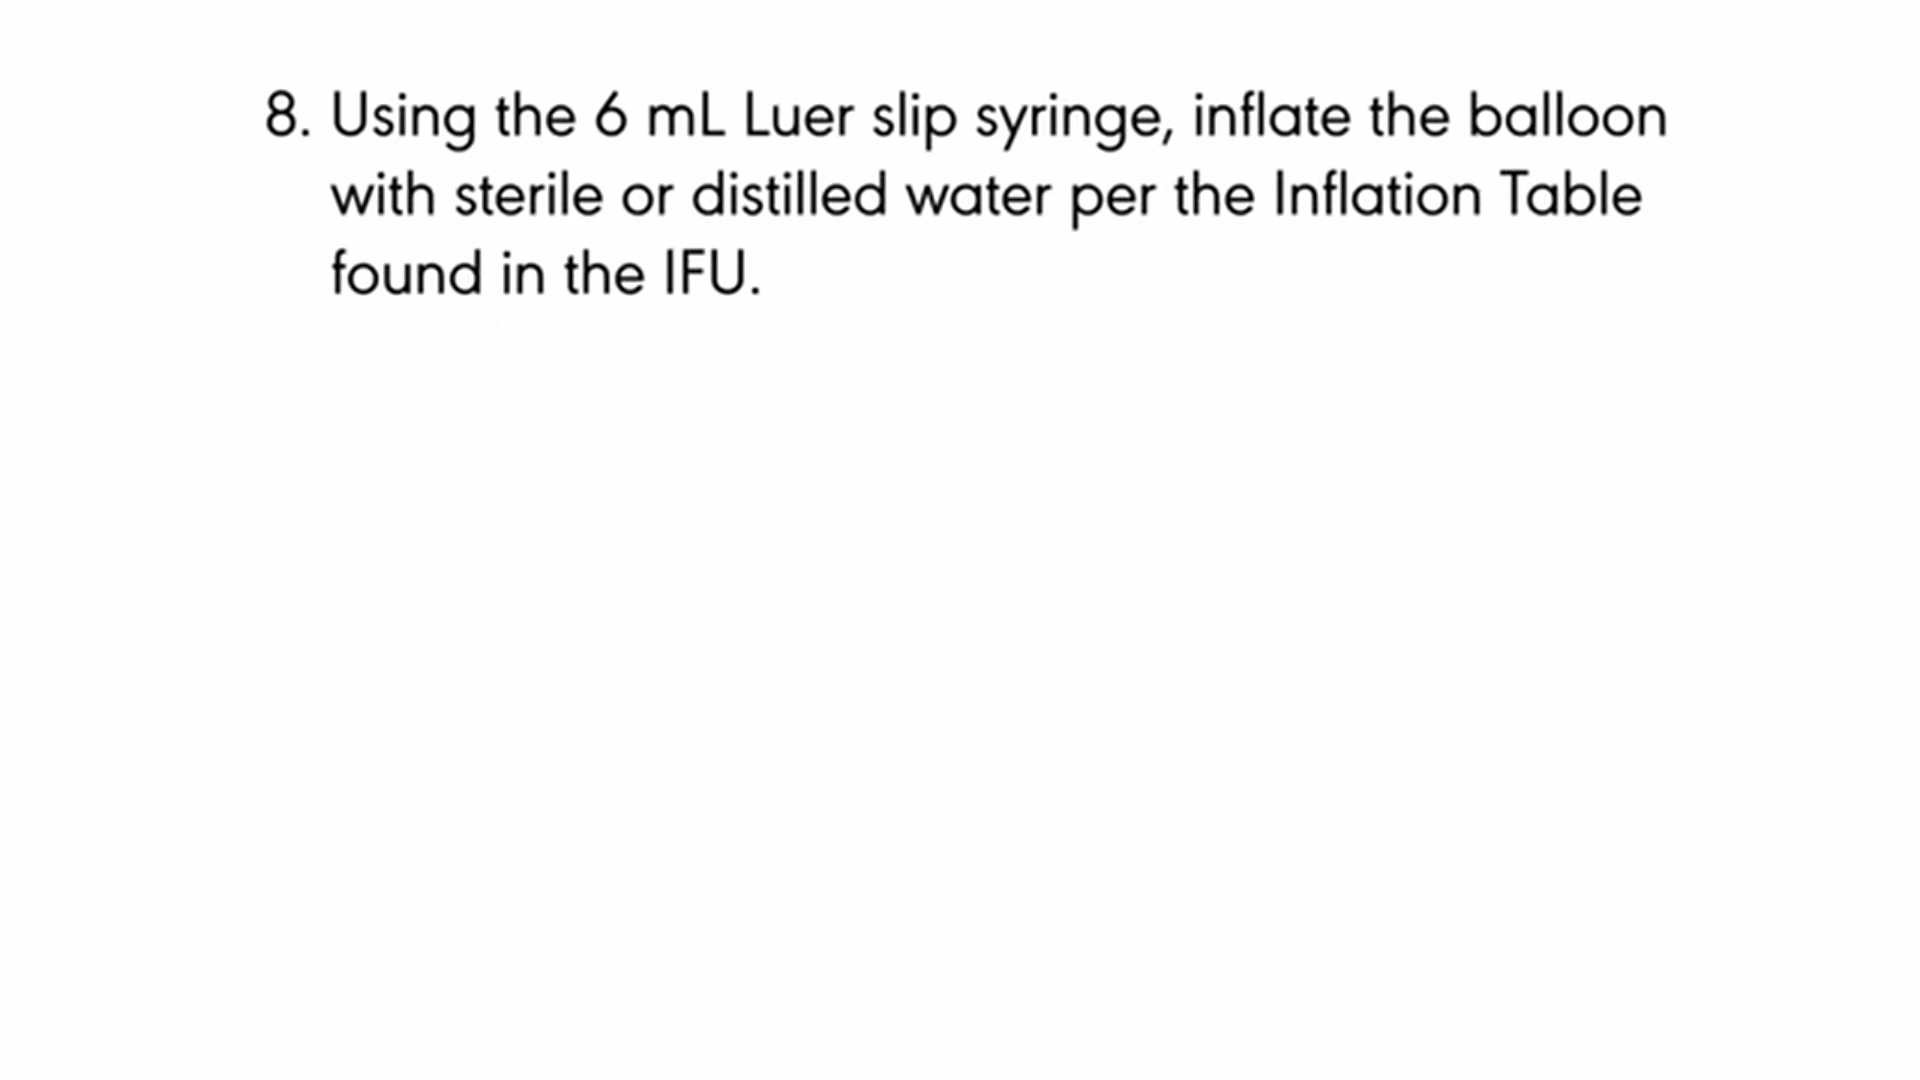 8. Using the 6 mL Luer slip syringe, inflate the balloon
with sterile or distilled water per the Inflation Table
found in the IFU.